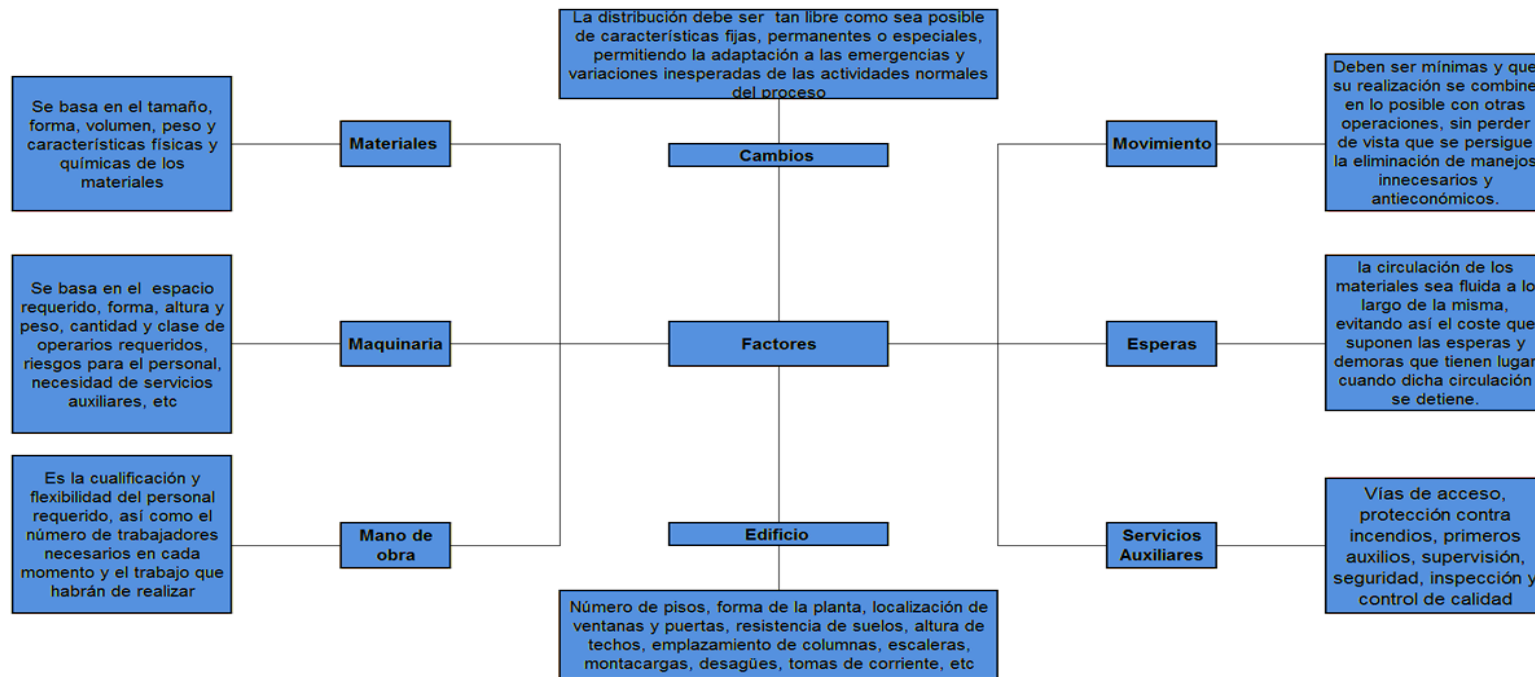 La distribución debe ser tan libre como sea posible
de características fijas, permanentes o especiales,
permitiendo la adaptación a las emergencias y
variaciones inesperadas de las actividades normales
del proceso
Cambios
Se basa en el tamaño,
forma, volumen, peso y
características físicas y
químicas de los
materiales
Materiales
Movimiento
Deben ser mínimas y que
su realización se combine
en lo posible con otras
operaciones, sin perder
de vista que se persigue
la eliminación de manejos
innecesarios y
antieconómicos.
Se basa en el espacio
requerido, forma, altura y
peso, cantidad y clase de
operarios requeridos,
riesgos para el personal,
necesidad de servicios
auxiliares, etc
Maquinaria
Factores
Esperas
la circulación de los
materiales sea fluida a lo
largo de la misma,
evitando así el coste que
suponen las esperas y
demoras que tienen lugar
cuando dicha circulación
se detiene.
Es la cualificación y
flexibilidad del personal
requerido, así como el
número de trabajadores
necesarios en cada
momento y el trabajo que
habrán de realizar
Mano de
obra
Edificio
Servicios
Auxiliares
Vías de acceso,
protección contra
incendios, primeros
auxilios, supervisión,
seguridad, inspección y
control de calidad
Número de pisos, forma de la planta, localización de
ventanas y puertas, resistencia de suelos, altura de
techos, emplazamiento de columnas, escaleras,
montacargas, desagües, tomas de corriente, etc